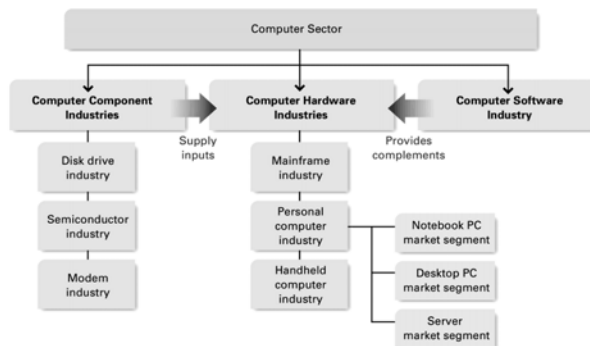 Computer Sector
Computer Component
Industries
Supply
inputs
Computer Hardware
Industries
Provides
complements
Computer Software
Industry
Disk drive
industry
Semiconductor
industry
Modem
industry
Mainframe
industry
Personal
computer
industry
Handheld
computer
industry
Notebook PC
market segment
Desktop PC
market segment
Server
market segment